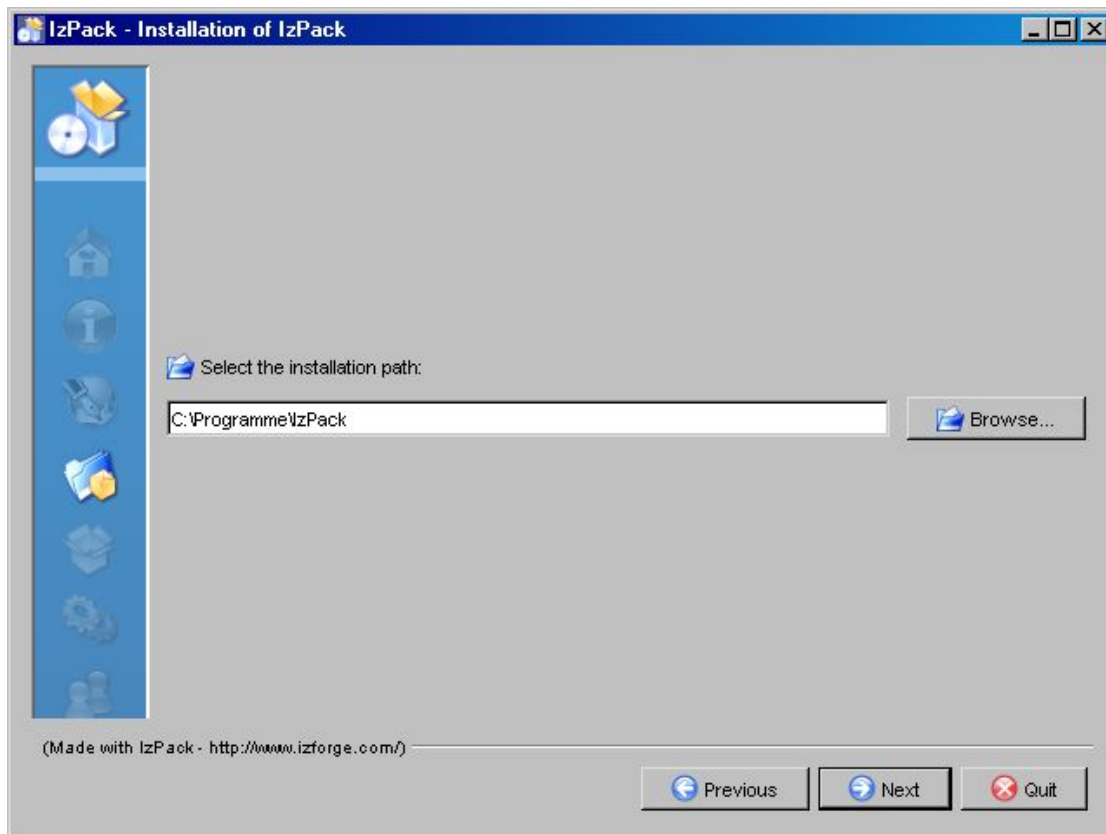 IzPack - Installation of IzPack
Select the installation path:
C:\Programme\IzPack
Browse...
(Made with IzPack - http://www.izforge.com/)
Previous
Next
Quit